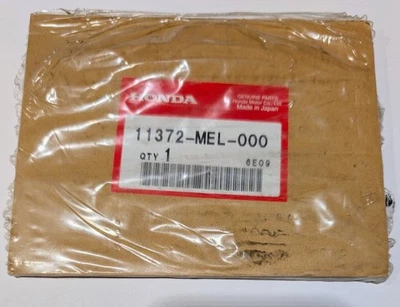 HONDA
GENUINE PARTS
Honda Motor Co., Ltd.
Made in Japan
11372-MEL-000
QTY 1
6E09